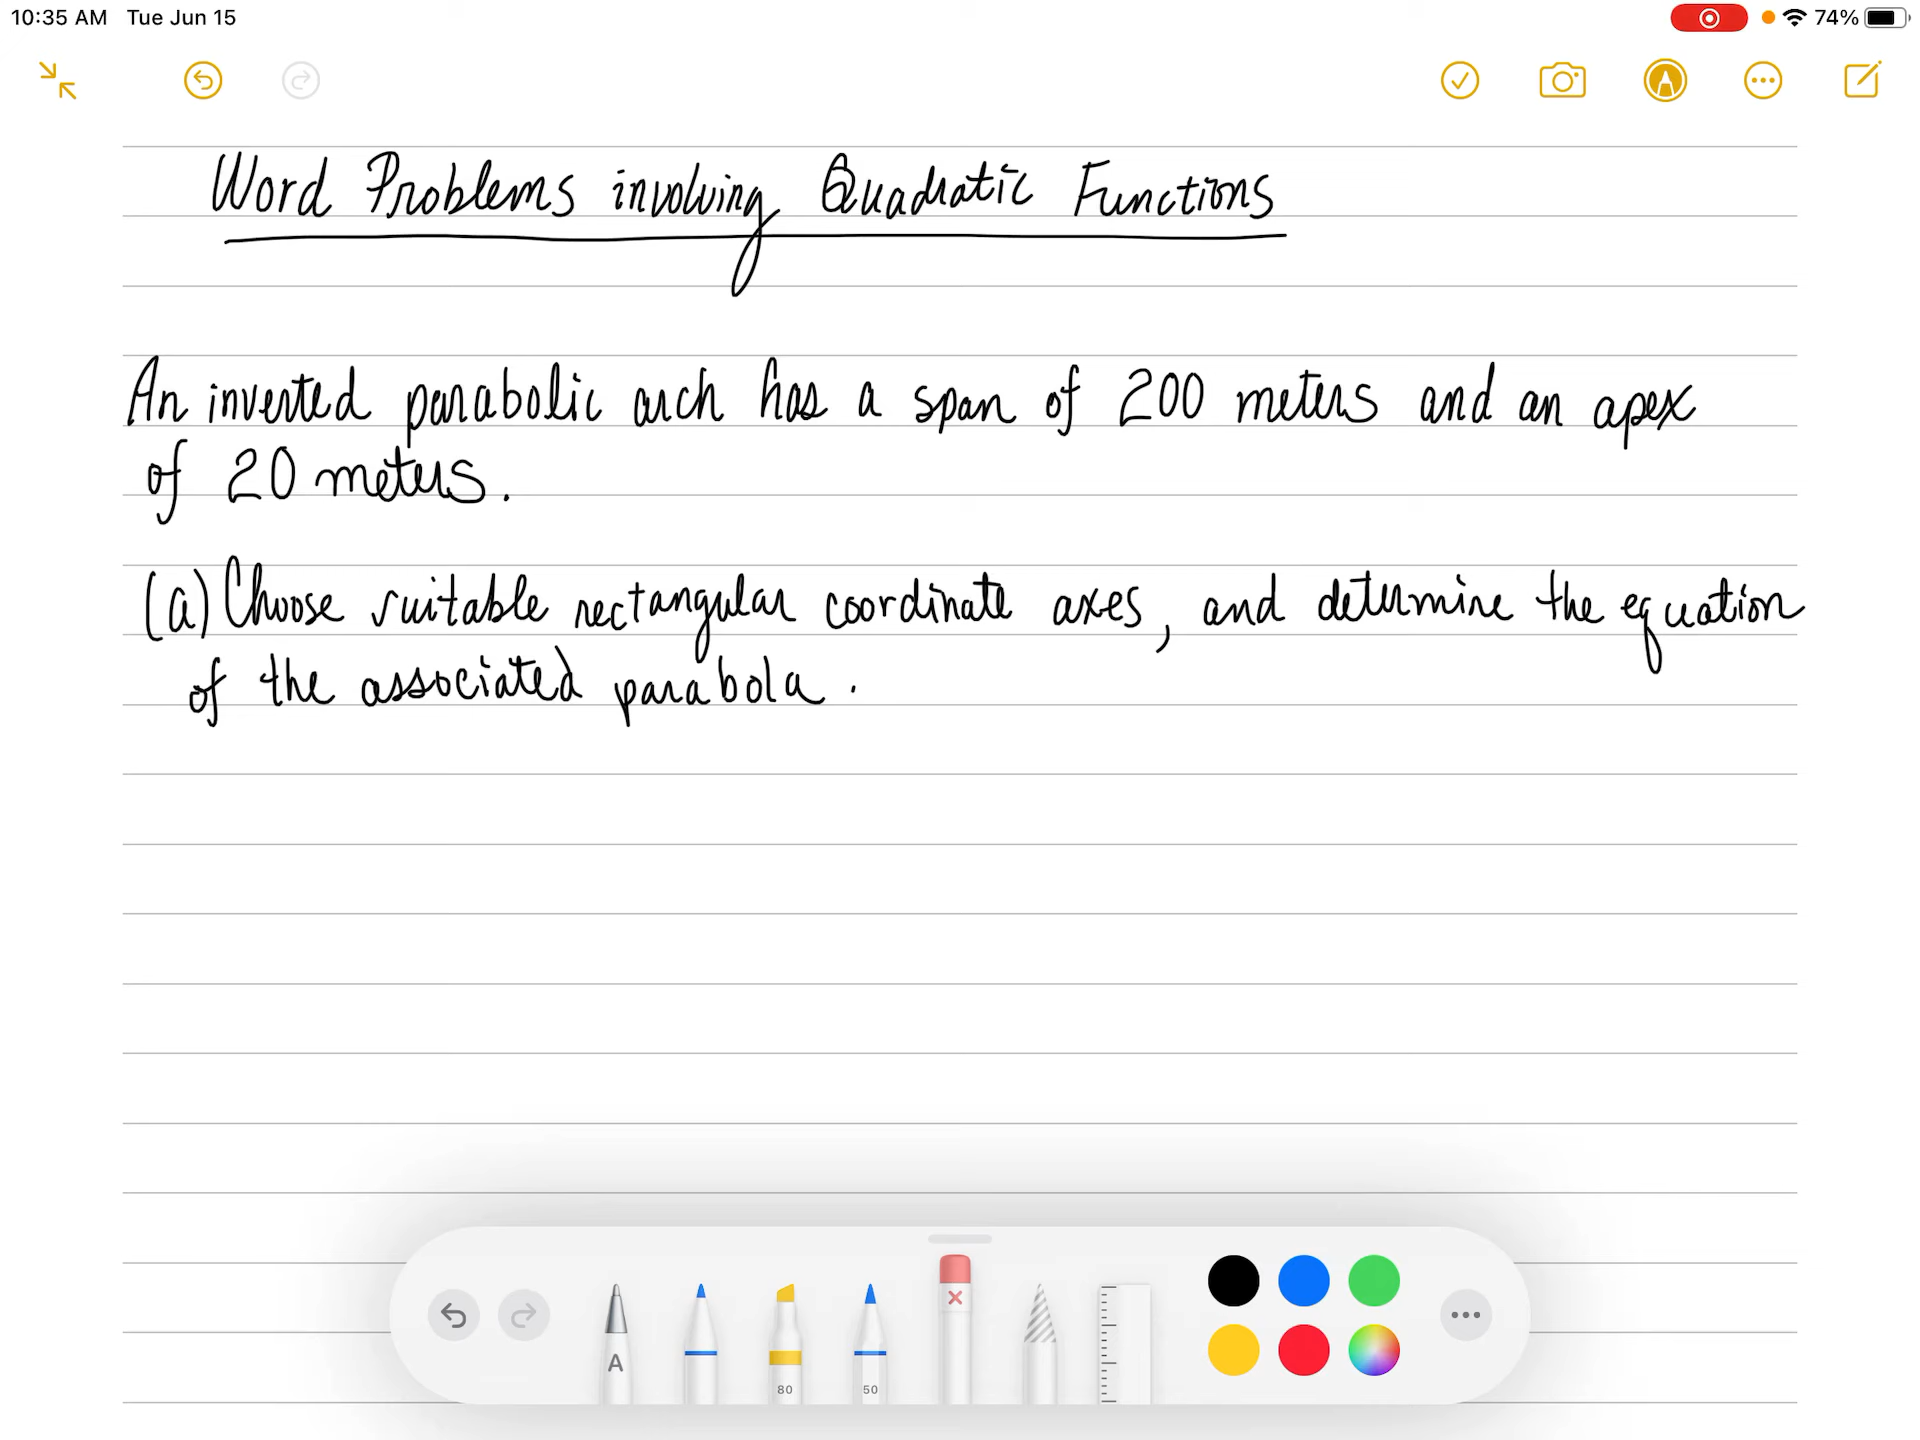 10:35 AM Tue Jun 15 74%
Word Problems involving Quadratic Functions
An inverted parabolic arch has a span of 200 meters and an apex
of 20 meters.
(a) Choose suitable rectangular coordinate axes, and determine the equation
of the associated parabola.
A 80 50